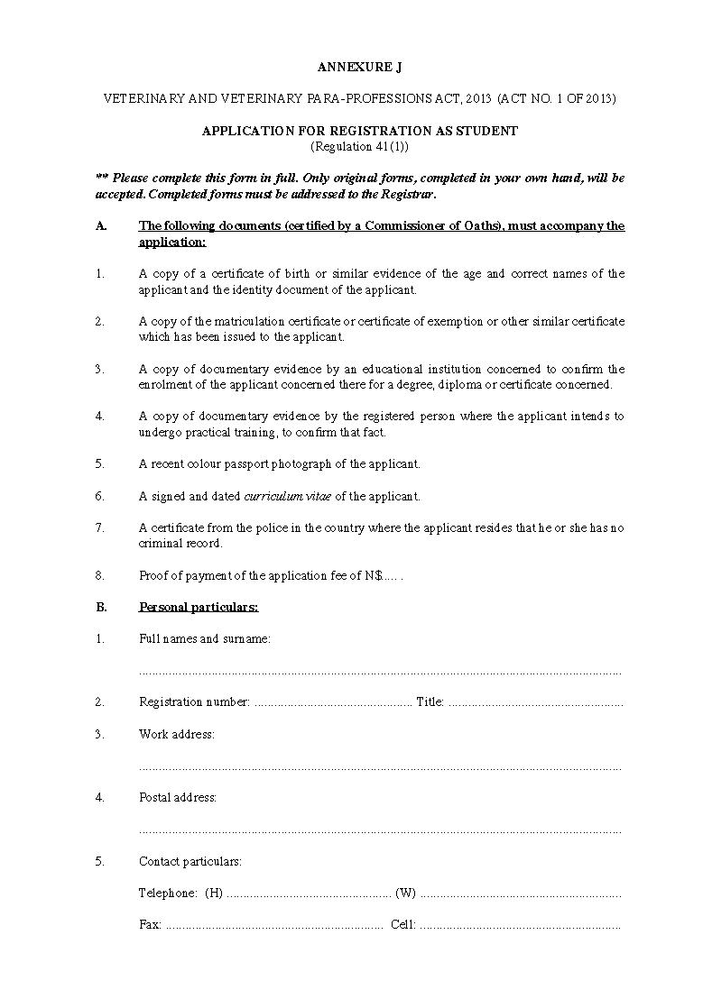 ANNEXURE J
VETERINARY AND VETERINARY PARA-PROFESSIONS ACT, 2013 (ACT NO. 1 OF 2013)
APPLICATION FOR REGISTRATION AS STUDENT
(Regulation 41(1))
** Please complete this form in full. Only original forms, completed in your own hand, will be
accepted. Completed forms must be addressed to the Registrar.
A. The following documents (certified by a Commissioner of Oaths), must accompany the
application:
1. A copy of a certificate of birth or similar evidence of the age and correct names of the
applicant and the identity document of the applicant.
2. A copy of the matriculation certificate or certificate of exemption or other similar certificate
which has been issued to the applicant.
3. A copy of documentary evidence by an educational institution concerned to confirm the
enrolment of the applicant concerned there for a degree, diploma or certificate concerned.
4. A copy of documentary evidence by the registered person where the applicant intends to
undergo practical training, to confirm that fact.
5. A recent colour passport photograph of the applicant.
6. A signed and dated curriculum vitae of the applicant.
7. A certificate from the police in the country where the applicant resides that he or she has no
criminal record.
8. Proof of payment of the application fee of N$..... .
B. Personal particulars:
1. Full names and surname:
....................................................................................................................................................
2. Registration number: ................................................ Title: .....................................................
3. Work address:
....................................................................................................................................................
4. Postal address:
....................................................................................................................................................
5. Contact particulars:
Telephone: (H) .................................................. (W) .............................................................
Fax: .................................................................. Cell: .............................................................